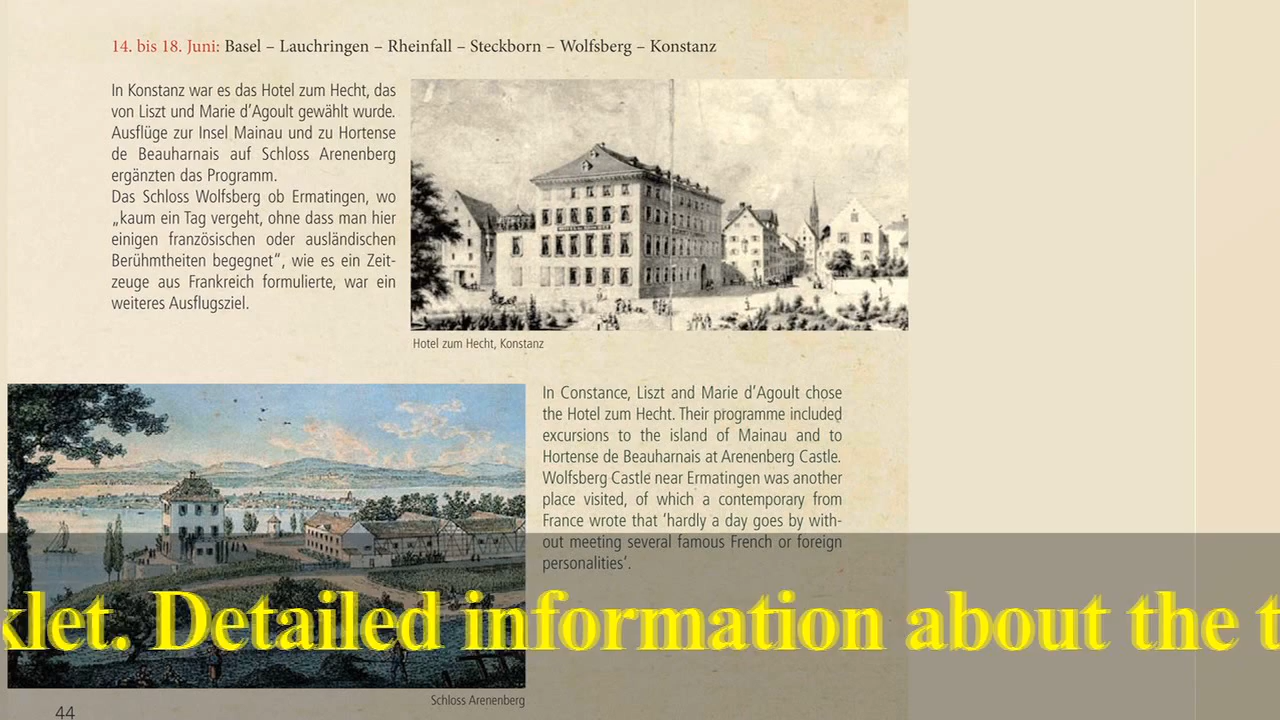 14. bis 18. Juni: Basel – Lauchringen – Rheinfall – Steckborn – Wolfsberg – Konstanz
In Konstanz war es das Hotel zum Hecht, das
von Liszt und Marie d’Agoult gewählt wurde.
Ausflüge zur Insel Mainau und zu Hortense
de Beauharnais auf Schloss Arenenberg
ergänzten das Programm.
Das Schloss Wolfsberg ob Ermatingen, wo
„kaum ein Tag vergeht, ohne dass man hier
einigen französischen oder ausländischen
Berühmtheiten begegnet“, wie es ein Zeit-
zeuge aus Frankreich formulierte, war ein
weiteres Ausflugsziel.
Hotel zum Hecht, Konstanz
In Constance, Liszt and Marie d’Agoult chose
the Hotel zum Hecht. Their programme included
excursions to the island of Mainau and to
Hortense de Beauharnais at Arenenberg Castle.
Wolfsberg Castle near Ermatingen was another
place visited, of which a contemporary from
France wrote that ‘hardly a day goes by with-
out meeting several famous French or foreign
personalities’.
klet. Detailed information about the t
Schloss Arenenberg
44